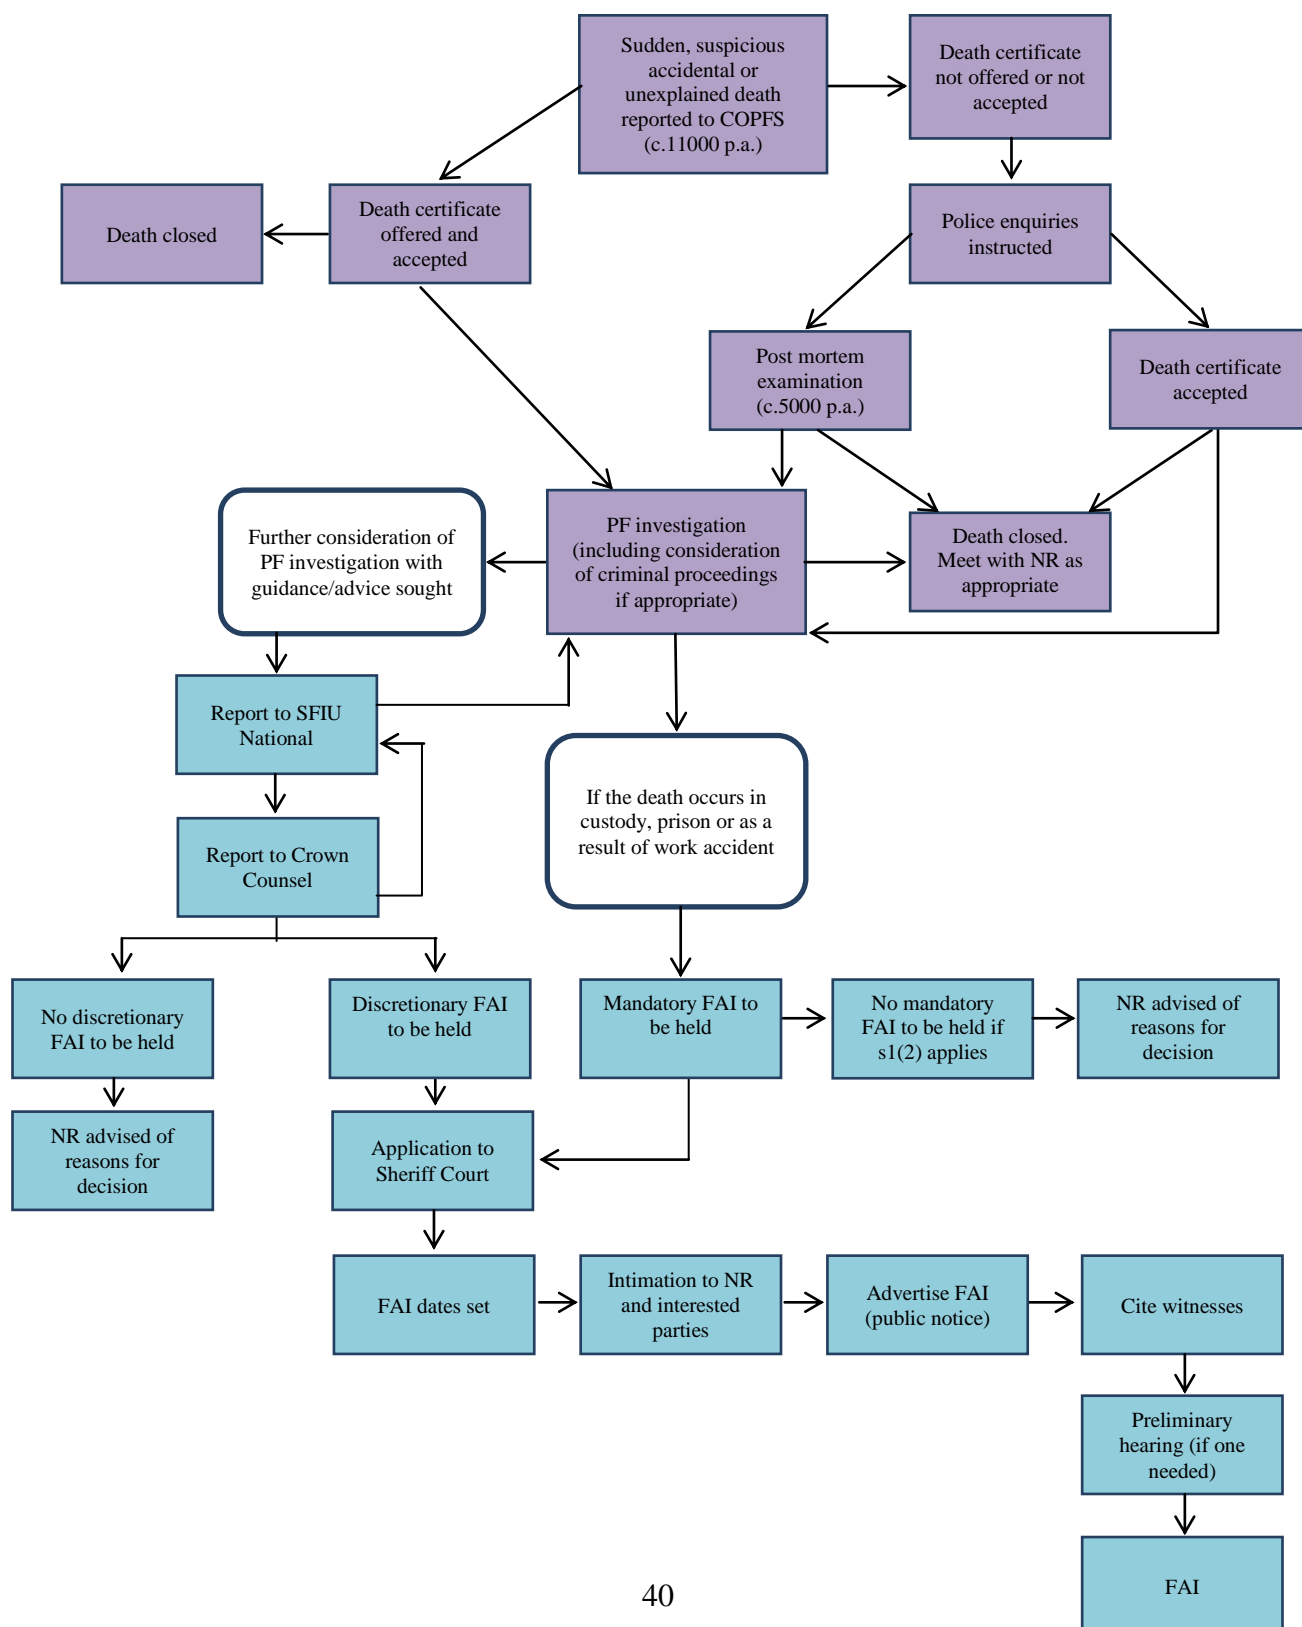 Sudden, suspicious
accidental or
unexplained death
reported to COPFS
(c.11000 p.a.)
Death certificate
not offered or not
accepted
Death closed
Death certificate
offered and
accepted
Police enquiries
instructed
Post mortem
examination
(c.5000 p.a.)
Death certificate
accepted
Further consideration of
PF investigation with
guidance/advice sought
PF investigation
(including consideration
of criminal proceedings
if appropriate)
Death closed.
Meet with NR as
appropriate
Report to SFIU
National
If the death occurs in
custody, prison or as a
result of work accident
Report to Crown
Counsel
No discretionary
FAI to be held
Discretionary FAI
to be held
Mandatory FAI to
be held
No mandatory
FAI to be held if
s1(2) applies
NR advised of
reasons for
decision
NR advised of
reasons for
decision
Application to
Sheriff Court
FAI dates set
Intimation to NR
and interested
parties
Advertise FAI
(public notice)
Cite witnesses
Preliminary
hearing (if one
needed)
FAI
40